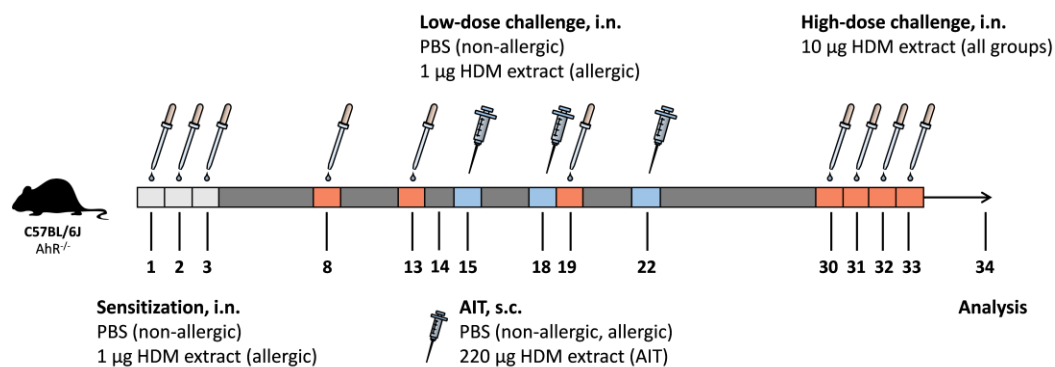 Low-dose challenge, i.n.
PBS (non-allergic)
1 µg HDM extract (allergic)
High-dose challenge, i.n.
10 µg HDM extract (all groups)
C57BL/6J
AhR-/-
1 2 3 8 13 14 15 18 19 22 30 31 32 33 34
Sensitization, i.n.
PBS (non-allergic)
1 µg HDM extract (allergic)
AIT, s.c.
PBS (non-allergic, allergic)
220 µg HDM extract (AIT)
Analysis